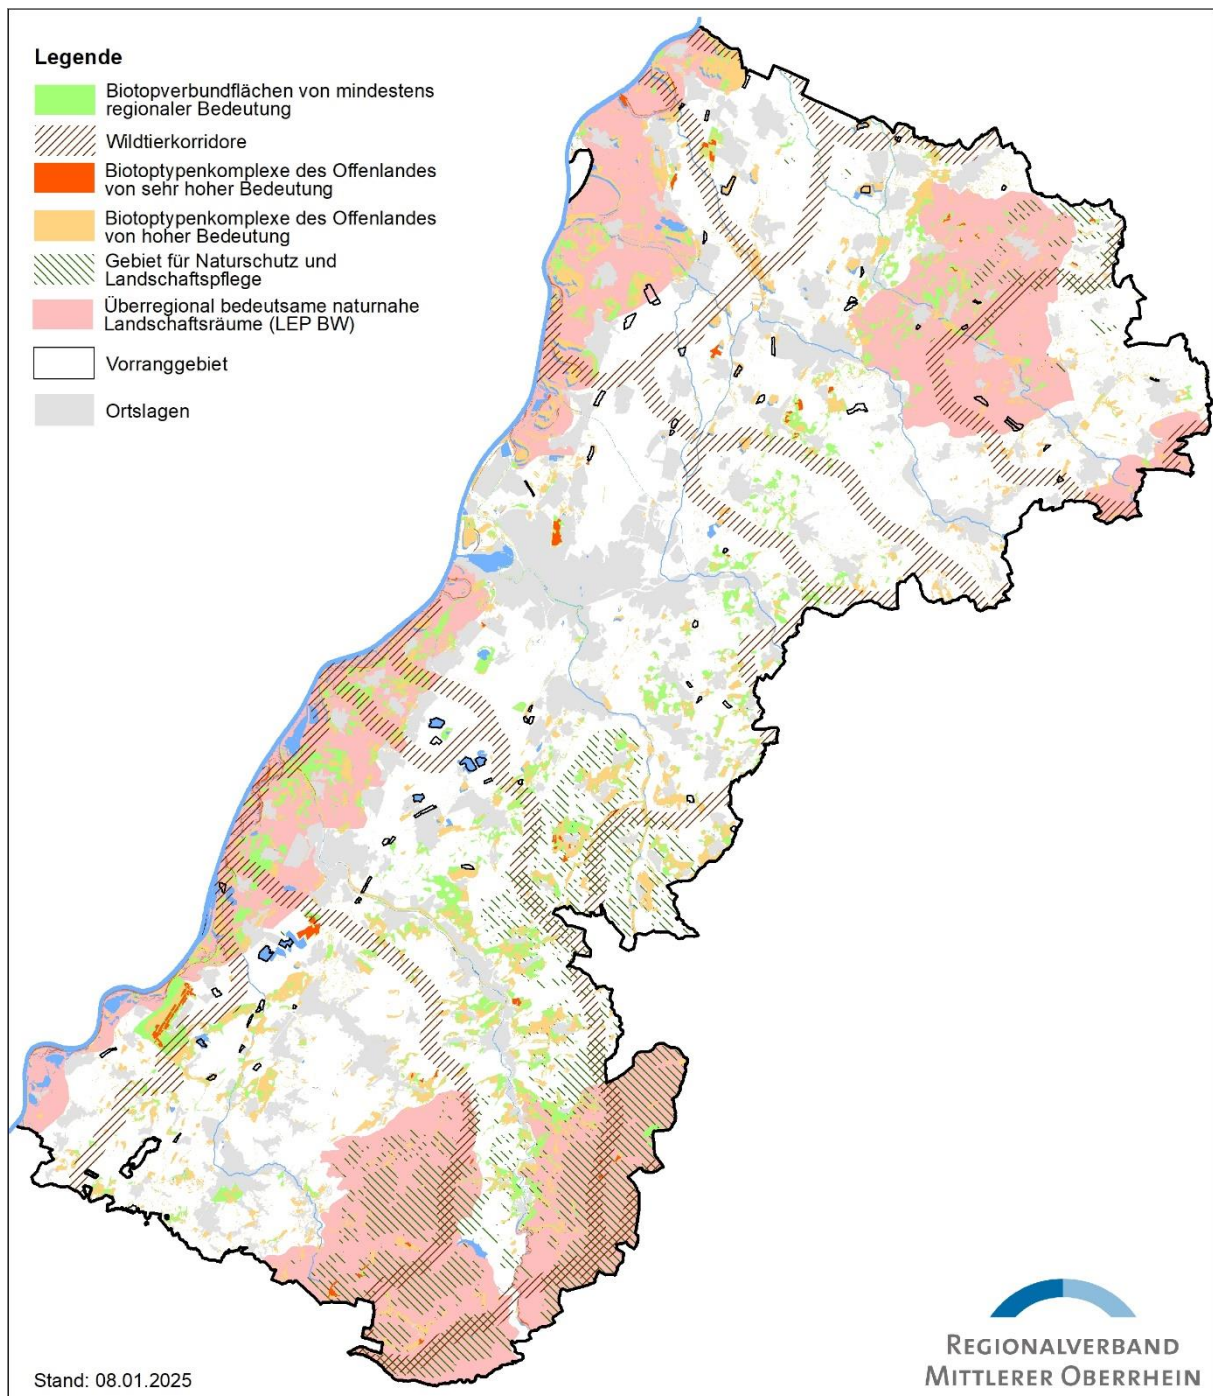 Legende
Biotopverbundflächen von mindestens
regionaler Bedeutung
Wildtierkorridore
Biotoptypenkomplexe des Offenlandes
von sehr hoher Bedeutung
Biotoptypenkomplexe des Offenlandes
von hoher Bedeutung
Gebiet für Naturschutz und
Landschaftspflege
Überregional bedeutsame naturnahe
Landschaftsräume (LEP BW)
Vorranggebiet
Ortslagen
Stand: 08.01.2025
REGIONALVERBAND
MITTLERER OBERRHEIN